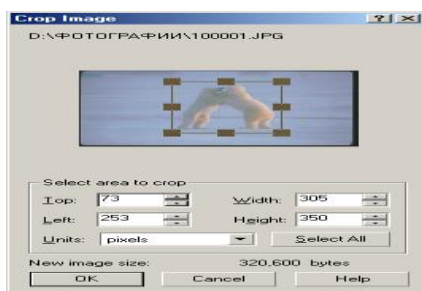 Crop Image
D:\ФОТОГРАФИИ\100001.JPG
Select area to crop
Top: 73 Width: 305
Left: 253 Height: 350
Units: pixels Select All
New image size: 320,600 bytes
OK Cancel Help